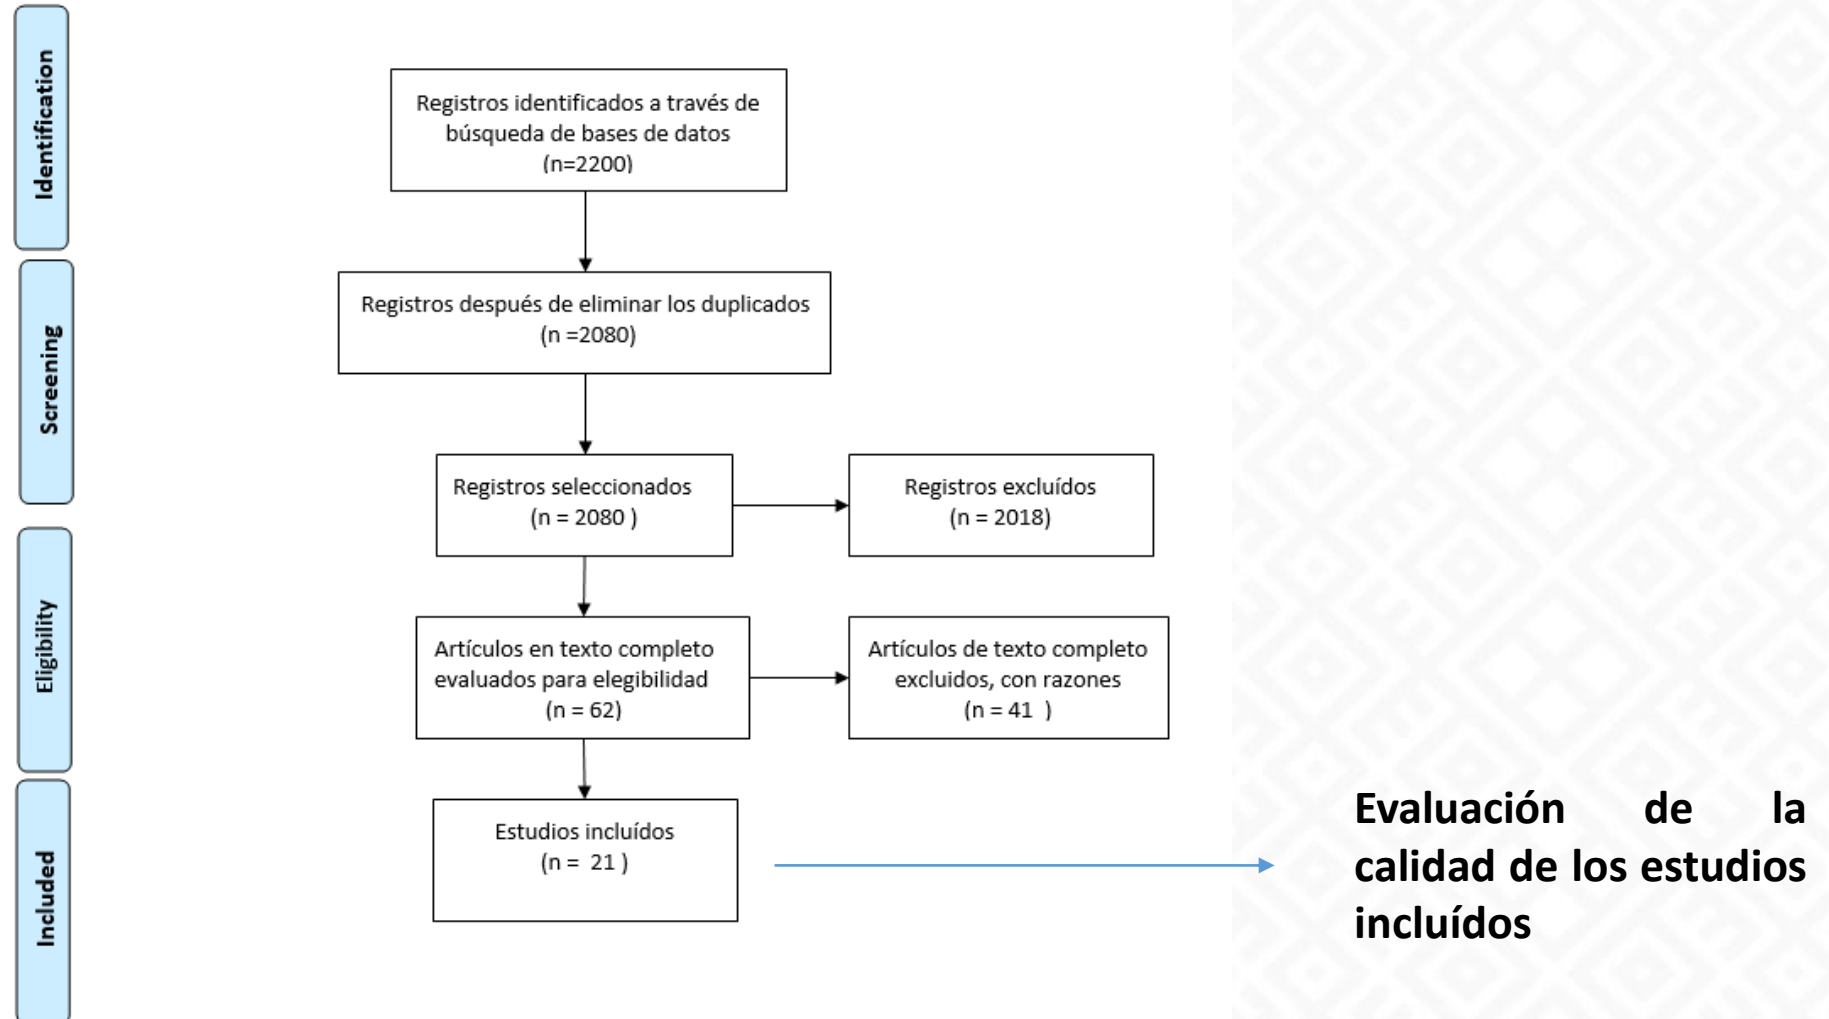 Identification
Registros identificados a través de
búsqueda de bases de datos
(n=2200)
Screening
Registros después de eliminar los duplicados
(n =2080)
Registros seleccionados
(n = 2080 )
Registros excluídos
(n = 2018)
Eligibility
Artículos en texto completo
evaluados para elegibilidad
(n = 62)
Artículos de texto completo
excluidos, con razones
(n = 41 )
Included
Estudios incluídos
(n = 21 )
Evaluación de la
calidad de los estudios
incluídos